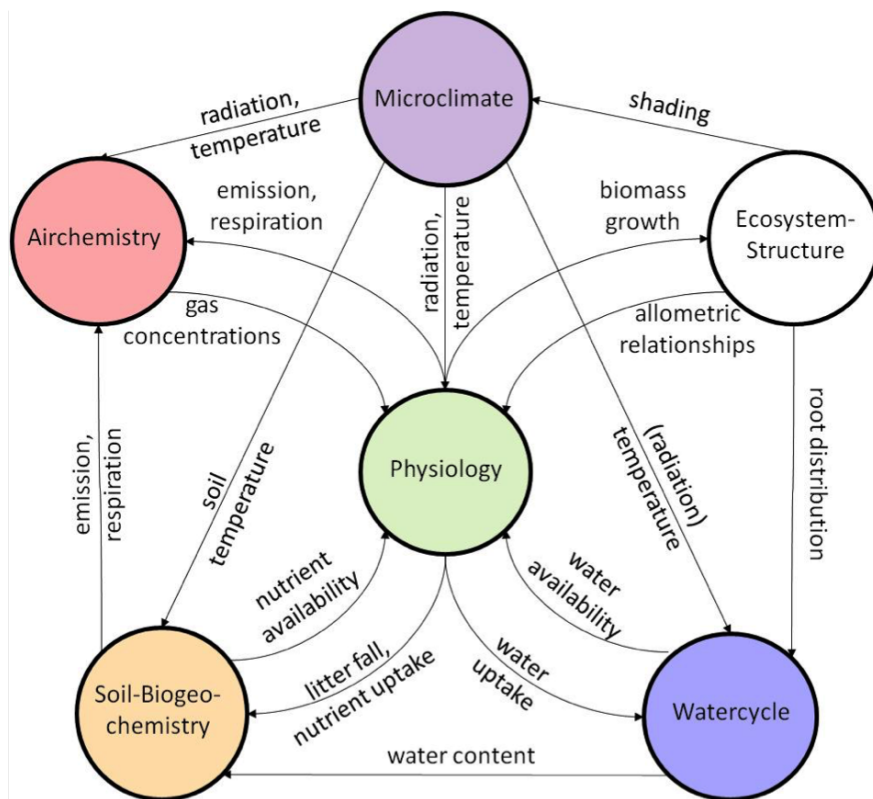 Microclimate
radiation,
temperature
shading
Airchemistry
emission,
respiration
radiation,
temperature
biomass
growth
Ecosystem-
Structure
gas
concentrations
allometric
relationships
emission,
respiration
soil
temperature
Physiology
(radiation)
temperature
root distribution
nutrient
availability
water
availability
litter fall,
nutrient uptake
water
uptake
Soil-Biogeo-
chemistry
Watercycle
water content